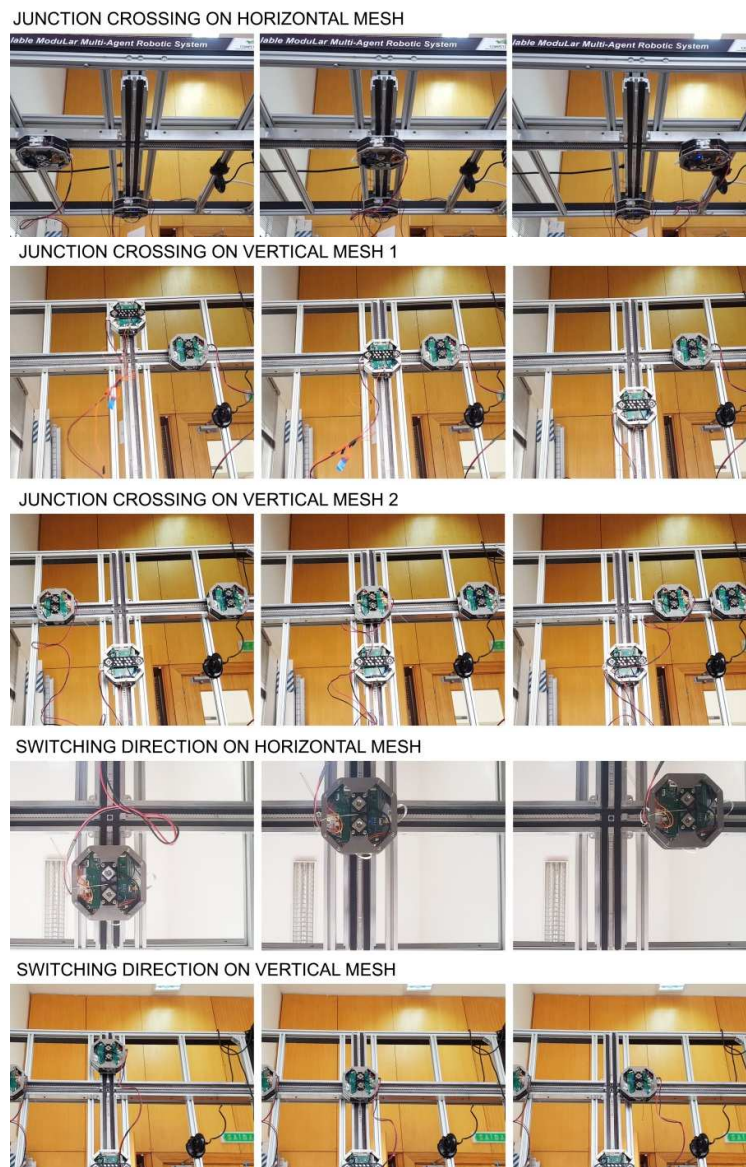 JUNCTION CROSSING ON HORIZONTAL MESH
lable ModuLar Multi-Agent Robotic System
lable ModuLar Multi-Agent Robotic System
lable ModuLar Multi-Agent Robotic System
JUNCTION CROSSING ON VERTICAL MESH 1
JUNCTION CROSSING ON VERTICAL MESH 2
SWITCHING DIRECTION ON HORIZONTAL MESH
SWITCHING DIRECTION ON VERTICAL MESH